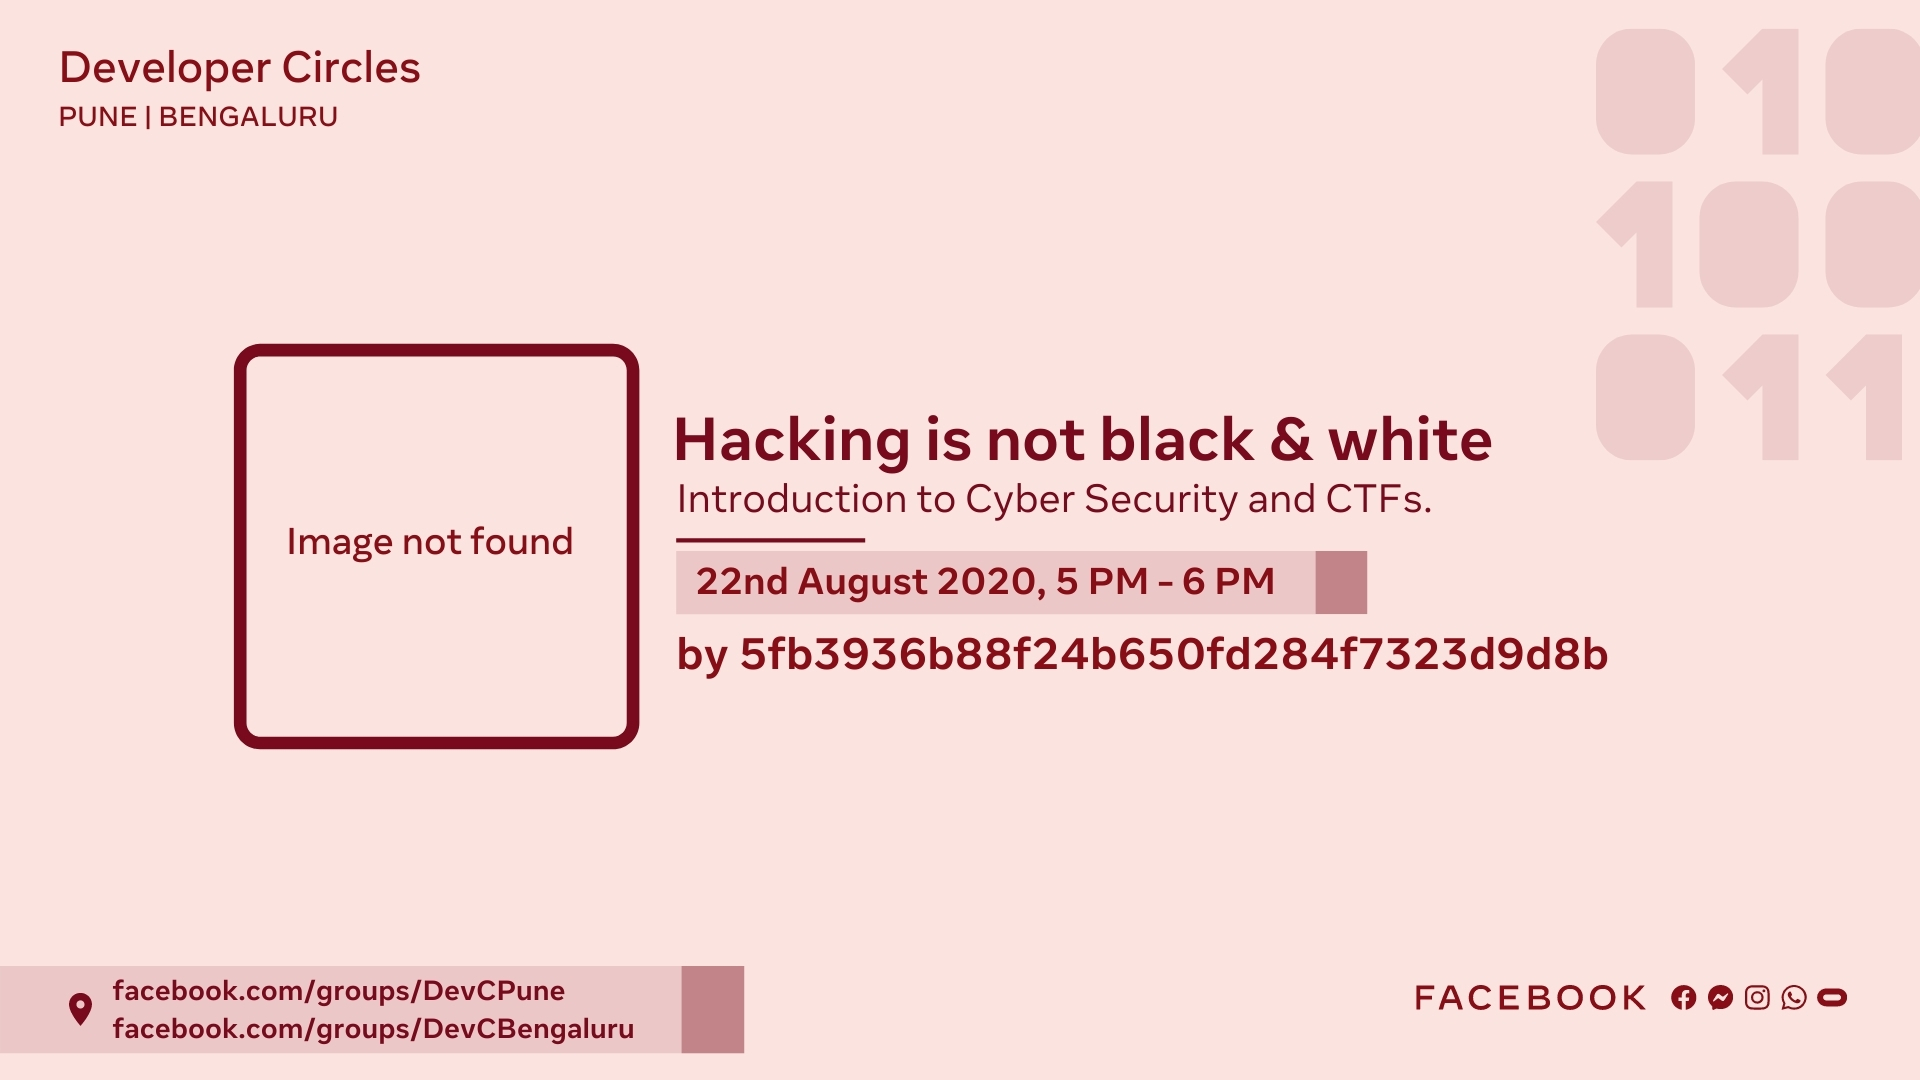 Developer Circles
PUNE | BENGALURU
010
100
011
Image not found
Hacking is not black & white
Introduction to Cyber Security and CTFs.
22nd August 2020, 5 PM - 6 PM
by 5fb3936b88f24b650fd284f7323d9d8b
facebook.com/groups/DevCPune
facebook.com/groups/DevCBengaluru
FACEBOOK